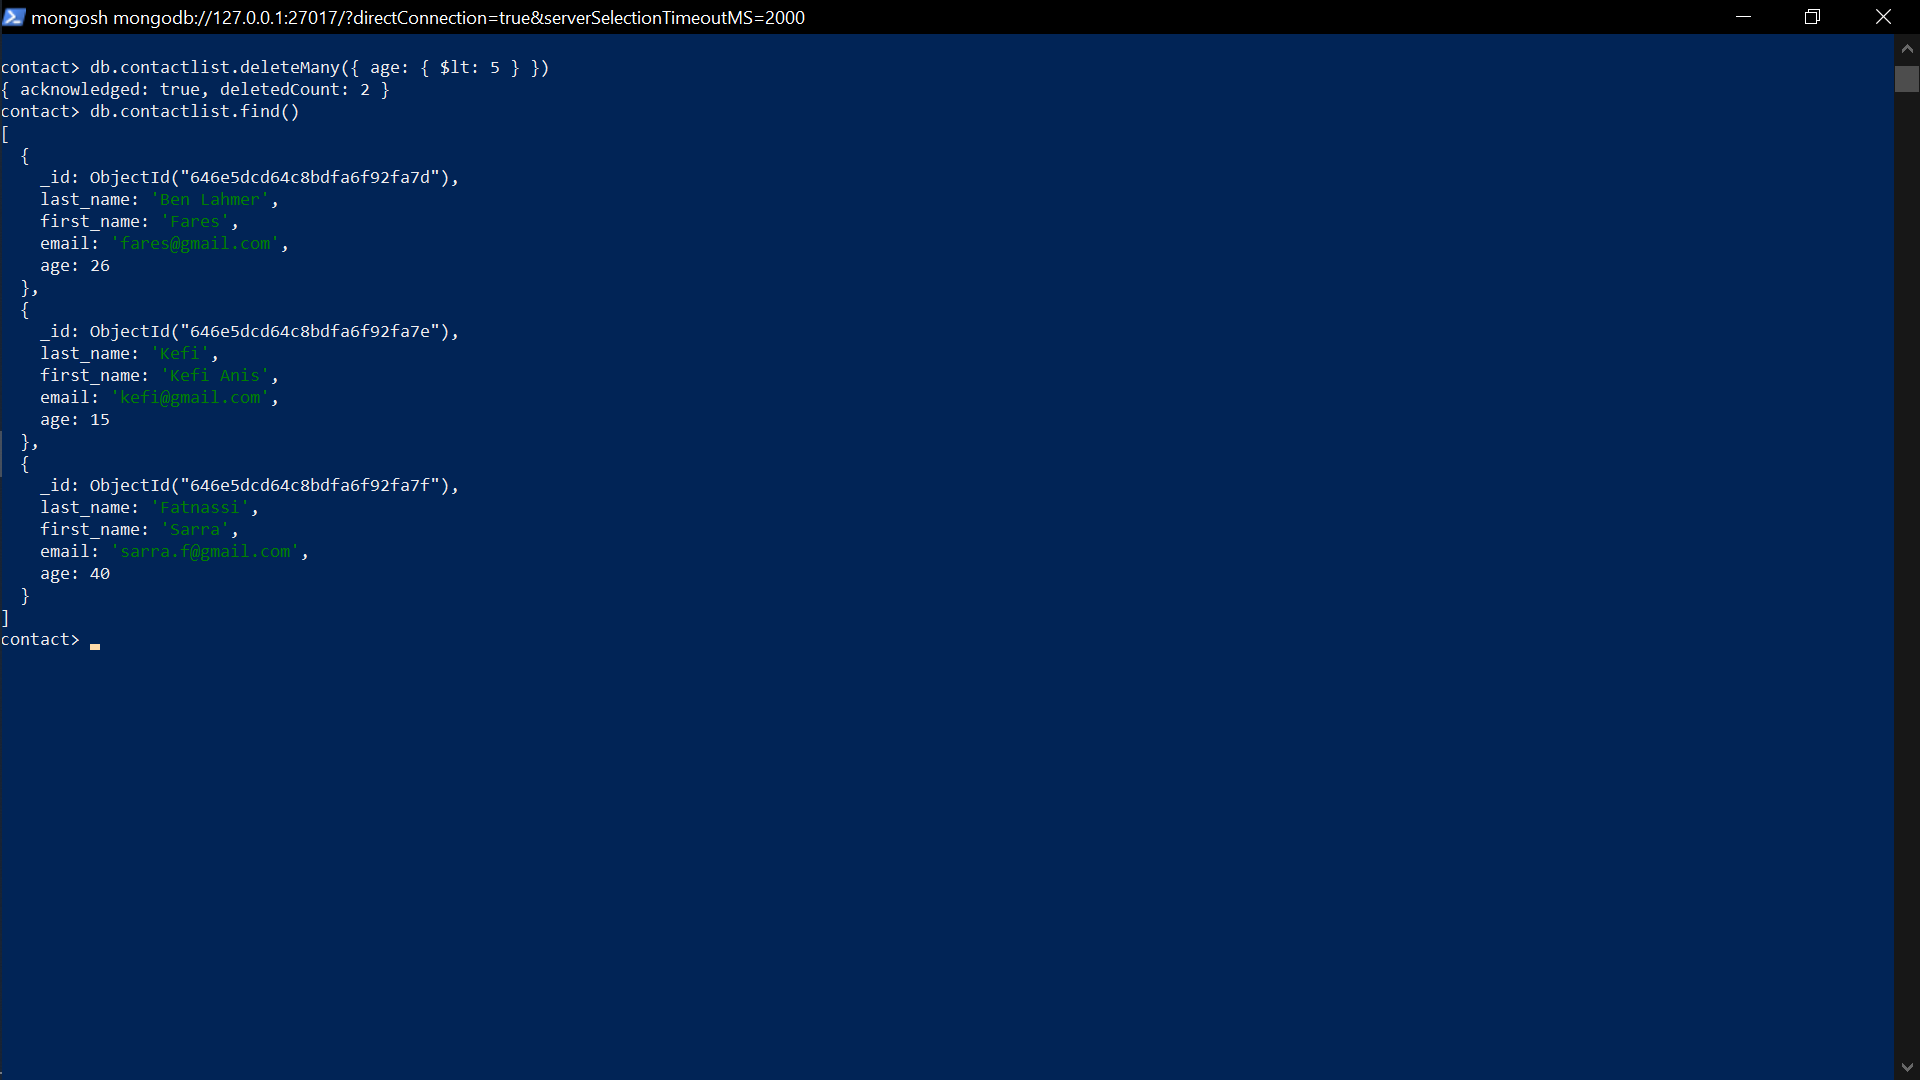 mongosh mongodb://127.0.0.1:27017/?directConnection=true&serverSelectionTimeoutMS=2000
contact> db.contactlist.deleteMany({ age: { $lt: 5 } })
{ acknowledged: true, deletedCount: 2 }
contact> db.contactlist.find()
[
  {
    _id: ObjectId("646e5dcd64c8bdfa6f92fa7d"),
    last_name: 'Ben Lahmer',
    first_name: 'Fares',
    email: 'fares@gmail.com',
    age: 26
  },
  {
    _id: ObjectId("646e5dcd64c8bdfa6f92fa7e"),
    last_name: 'Kefi',
    first_name: 'Kefi Anis',
    email: 'kefi@gmail.com',
    age: 15
  },
  {
    _id: ObjectId("646e5dcd64c8bdfa6f92fa7f"),
    last_name: 'Fatnassi',
    first_name: 'Sarra',
    email: 'sarra.f@gmail.com',
    age: 40
  }
]
contact>